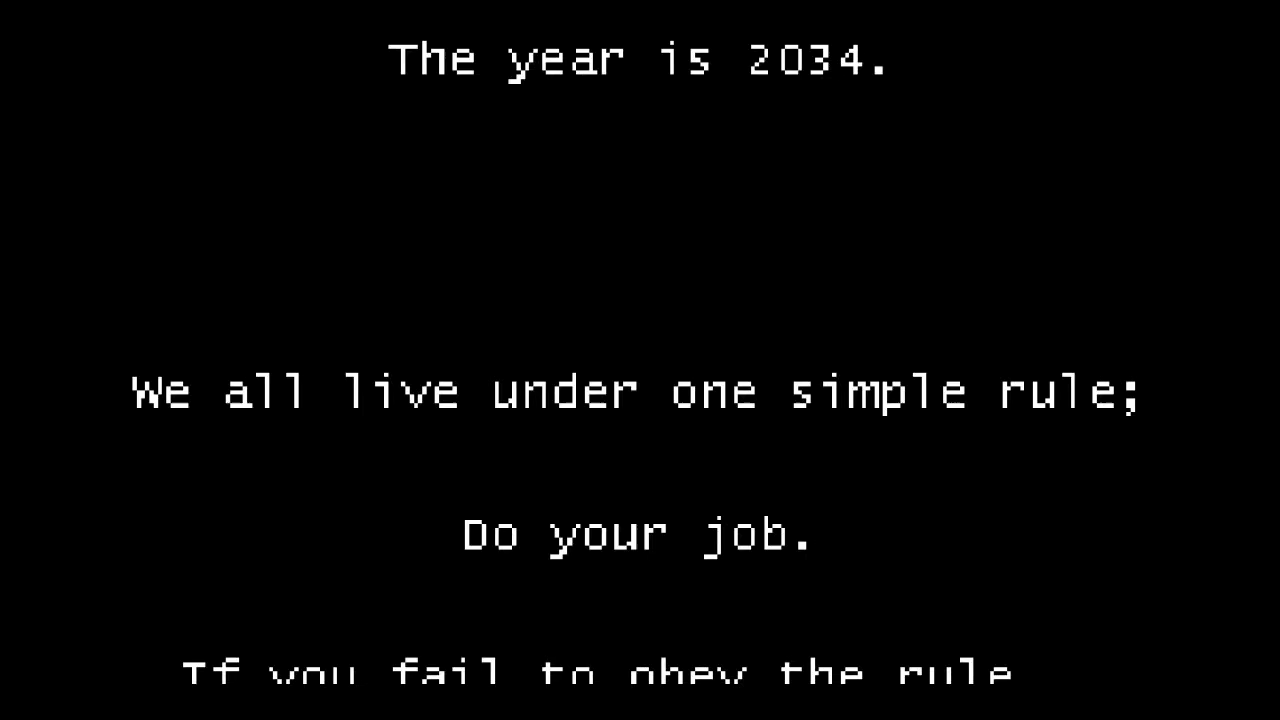 The year is 2034.
We all live under one simple rule;
Do your job.
If you fail to obey the rule